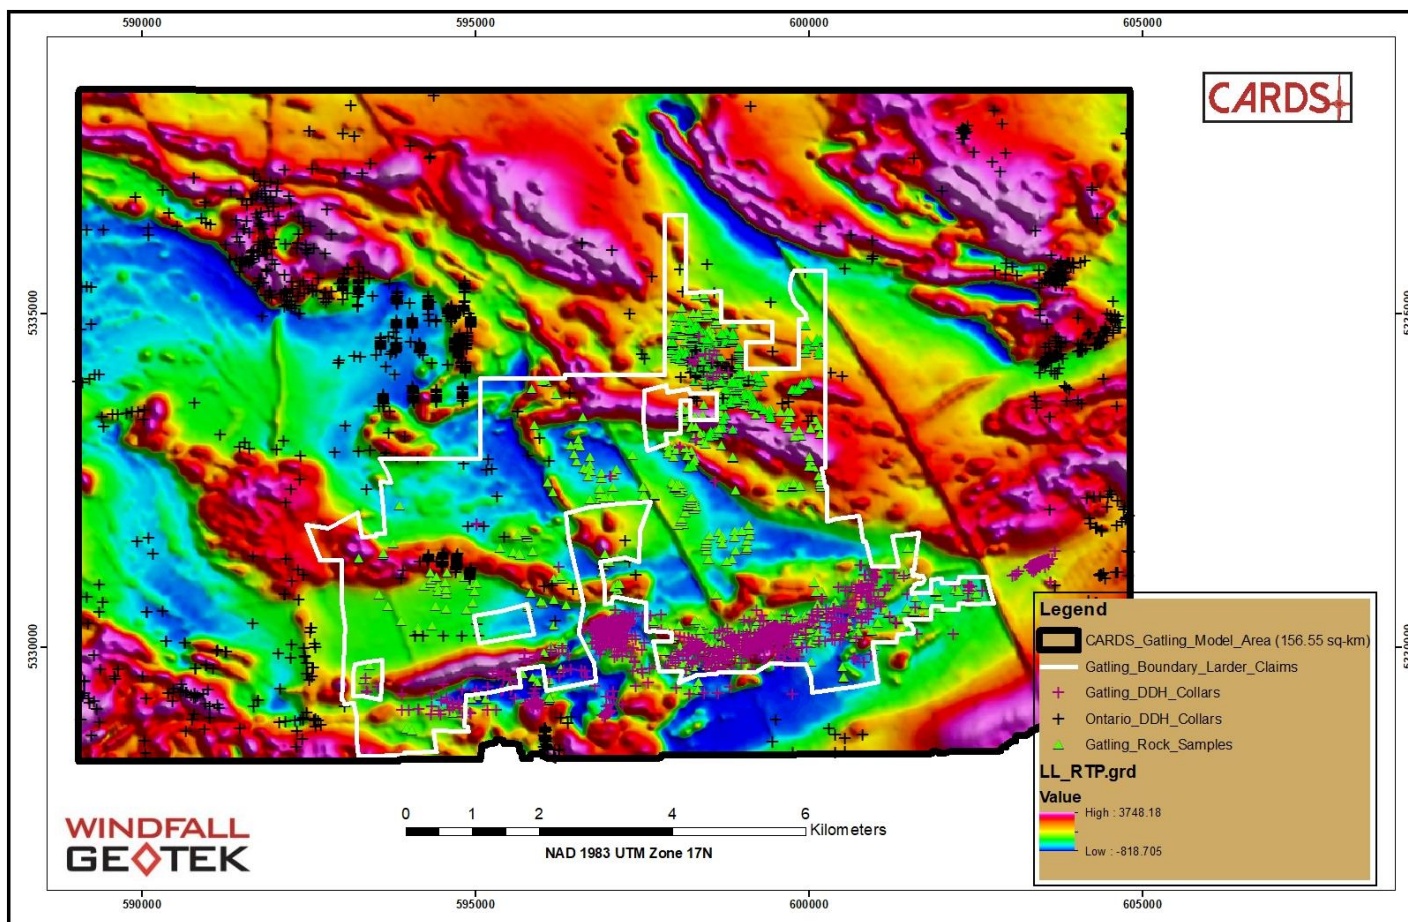 590000 595000 600000 605000
CARDS
5335000 5335000
5330000 5330000
Legend
CARDS_Gatling_Model_Area (156.55 sq-km)
Gatling_Boundary_Larder_Claims
Gatling_DDH_Collars
Ontario_DDH_Collars
Gatling_Rock_Samples
LL_RTP.grd
Value
High : 3748.18
Low : -818.705
WINDFALL
GEOTEK
0 1 2 4 6
Kilometers
NAD 1983 UTM Zone 17N
590000 595000 600000 605000